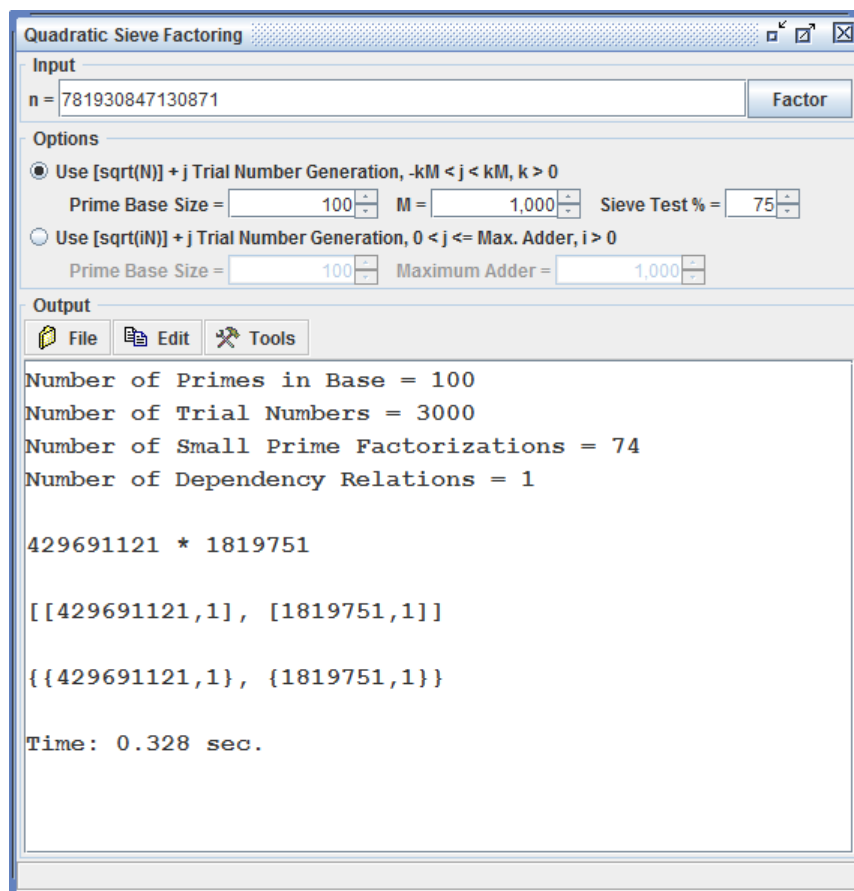 Quadratic Sieve Factoring
Input
n = 781930847130871 Factor
Options
Use [sqrt(N)] + j Trial Number Generation, -kM < j < kM, k > 0
Prime Base Size = 100 M = 1,000 Sieve Test % = 75
Use [sqrt(iN)] + j Trial Number Generation, 0 < j <= Max. Adder, i > 0
Prime Base Size = 100 Maximum Adder = 1,000
Output
File Edit Tools
Number of Primes in Base = 100
Number of Trial Numbers = 3000
Number of Small Prime Factorizations = 74
Number of Dependency Relations = 1
429691121 * 1819751
[[429691121,1], [1819751,1]]
{{429691121,1}, {1819751,1}}
Time: 0.328 sec.